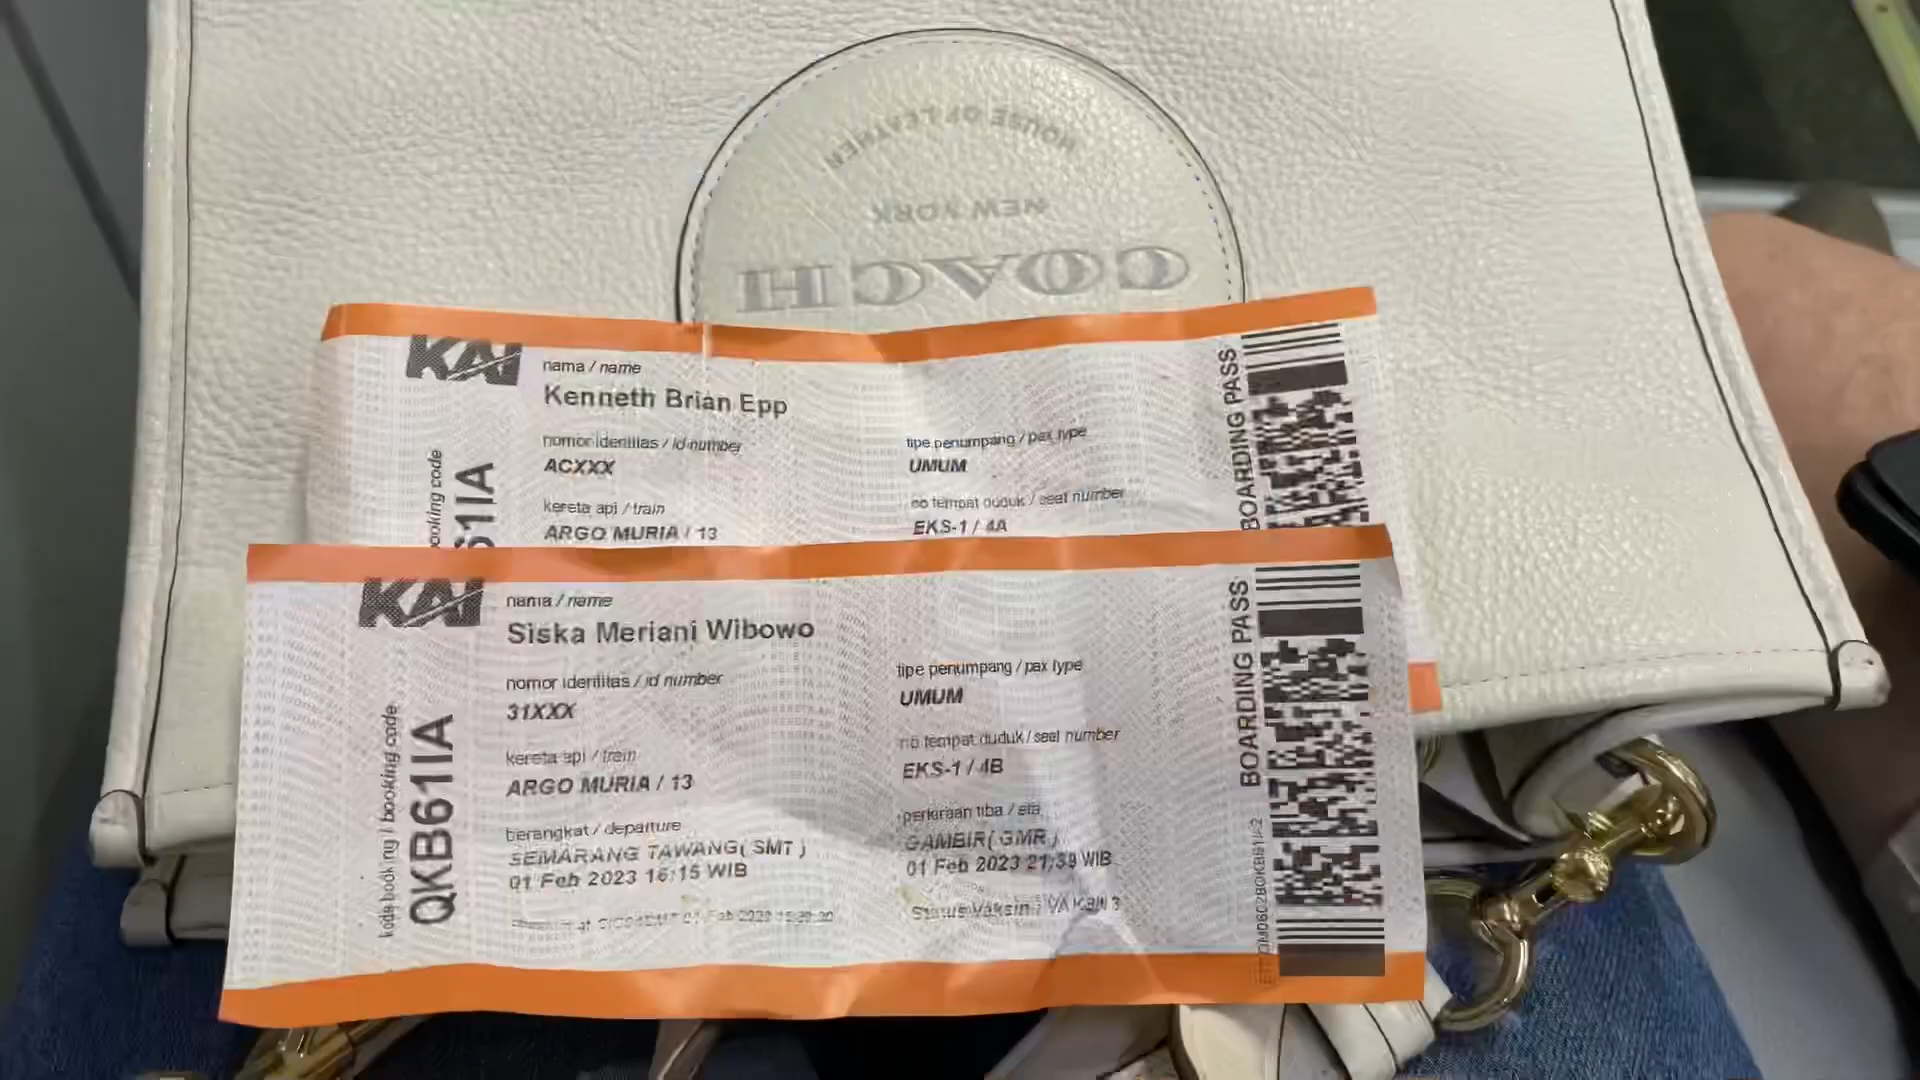 HOUSE OF LEATHER
NEW YORK
COACH
KAI
nama / name
Kenneth Brian Epp
nomor identitas / id number
ACXXX
tipe penumpang / pax type
UMUM
kereta api / train
ARGO MURIA / 13
no tempat duduk / seat number
EKS-1 / 4A
61IA
BOARDING PASS
KAI
nama / name
Siska Meriani Wibowo
nomor identitas / id number
31XXX
tipe penumpang / pax type
UMUM
kereta api / train
ARGO MURIA / 13
no tempat duduk / seat number
EKS-1 / 4B
berangkat / departure
SEMARANG TAWANG( SMT )
01 Feb 2023 16:15 WIB
perkiraan tiba / eta
GAMBIR( GMR )
01 Feb 2023 21:39 WIB
Status Vaksin : VAKSIN 3
kode booking / booking code
QKB61IA
BOARDING PASS